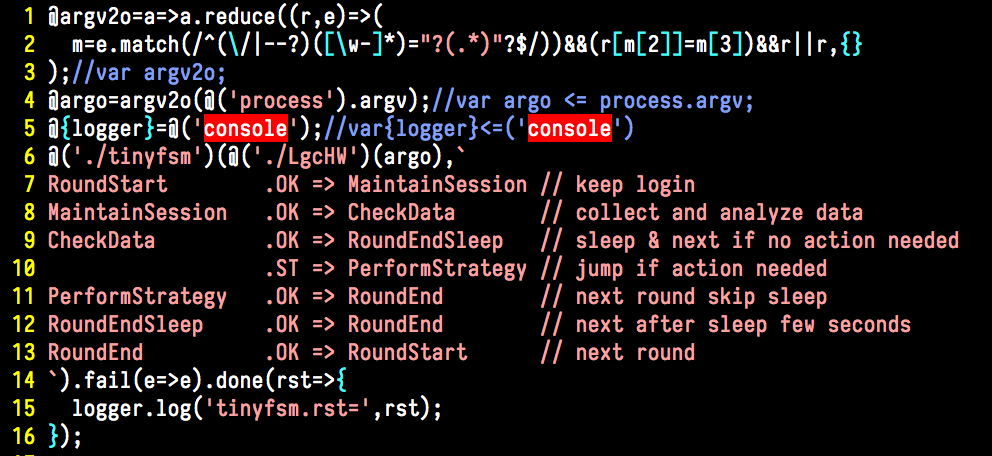 1 @argv2o=a=>a.reduce((r,e)=>(
2   m=e.match(/^(\/|--?)([\w-]*)="?(.*)"?$/))&&(r[m[2]]=m[3])&&r||r,{}
3 );//var argv2o;
4 @argo=argv2o(@('process').argv);//var argo <= process.argv;
5 @{logger}=@('console');//var{logger}<=('console')
6 @('./tinyfsm')(@('./LgcHW')(argo),`
7 RoundStart        .OK => MaintainSession // keep login
8 MaintainSession   .OK => CheckData       // collect and analyze data
9 CheckData         .OK => RoundEndSleep   // sleep & next if no action needed
10                   .ST => PerformStrategy // jump if action needed
11 PerformStrategy   .OK => RoundEnd        // next round skip sleep
12 RoundEndSleep     .OK => RoundEnd        // next after sleep few seconds
13 RoundEnd          .OK => RoundStart      // next round
14 `).fail(e=>e).done(rst=>{
15   logger.log('tinyfsm.rst=',rst);
16 });